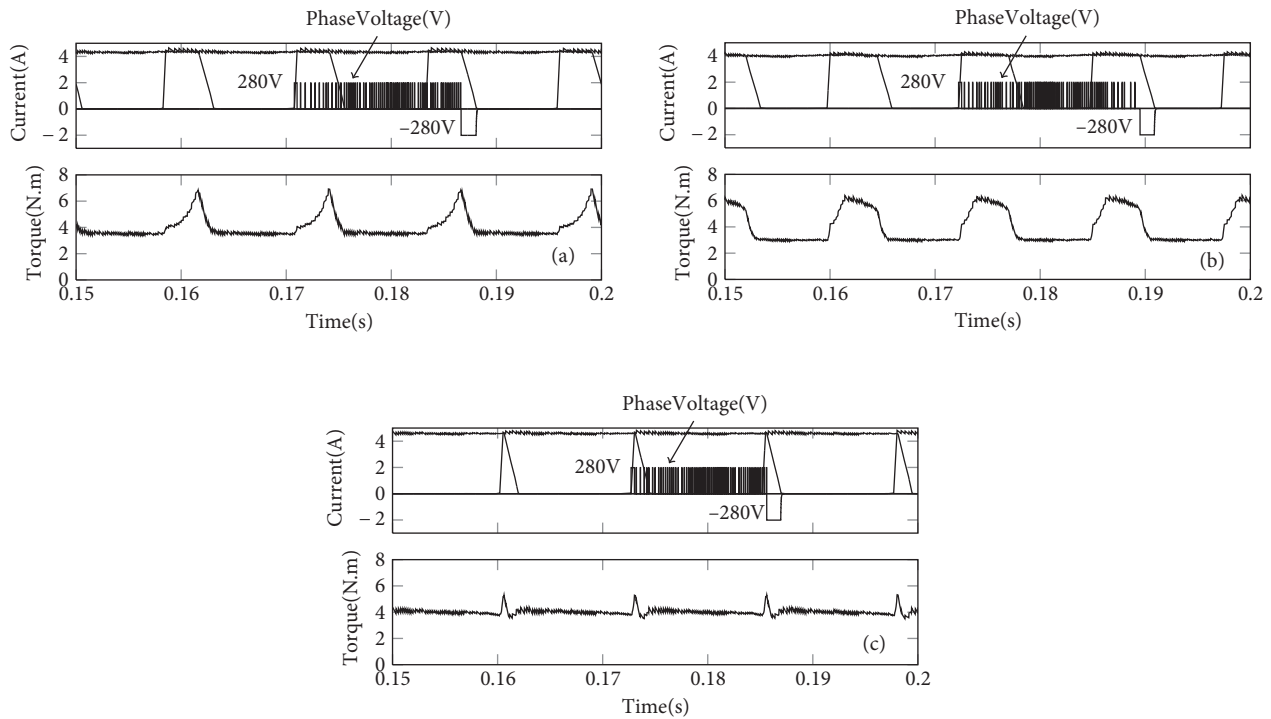 PhaseVoltage(V)
Current(A)
4
2
0
−2
280V
−280V
Torque(N.m)
8
6
4
2
0
(a)
0.15
0.16
0.17
0.18
0.19
0.2
Time(s)
PhaseVoltage(V)
Current(A)
4
2
0
−2
280V
−280V
Torque(N.m)
8
6
4
2
0
(b)
0.15
0.16
0.17
0.18
0.19
0.2
Time(s)
PhaseVoltage(V)
Current(A)
4
2
0
−2
280V
−280V
Torque(N.m)
8
6
4
2
0
(c)
0.15
0.16
0.17
0.18
0.19
0.2
Time(s)